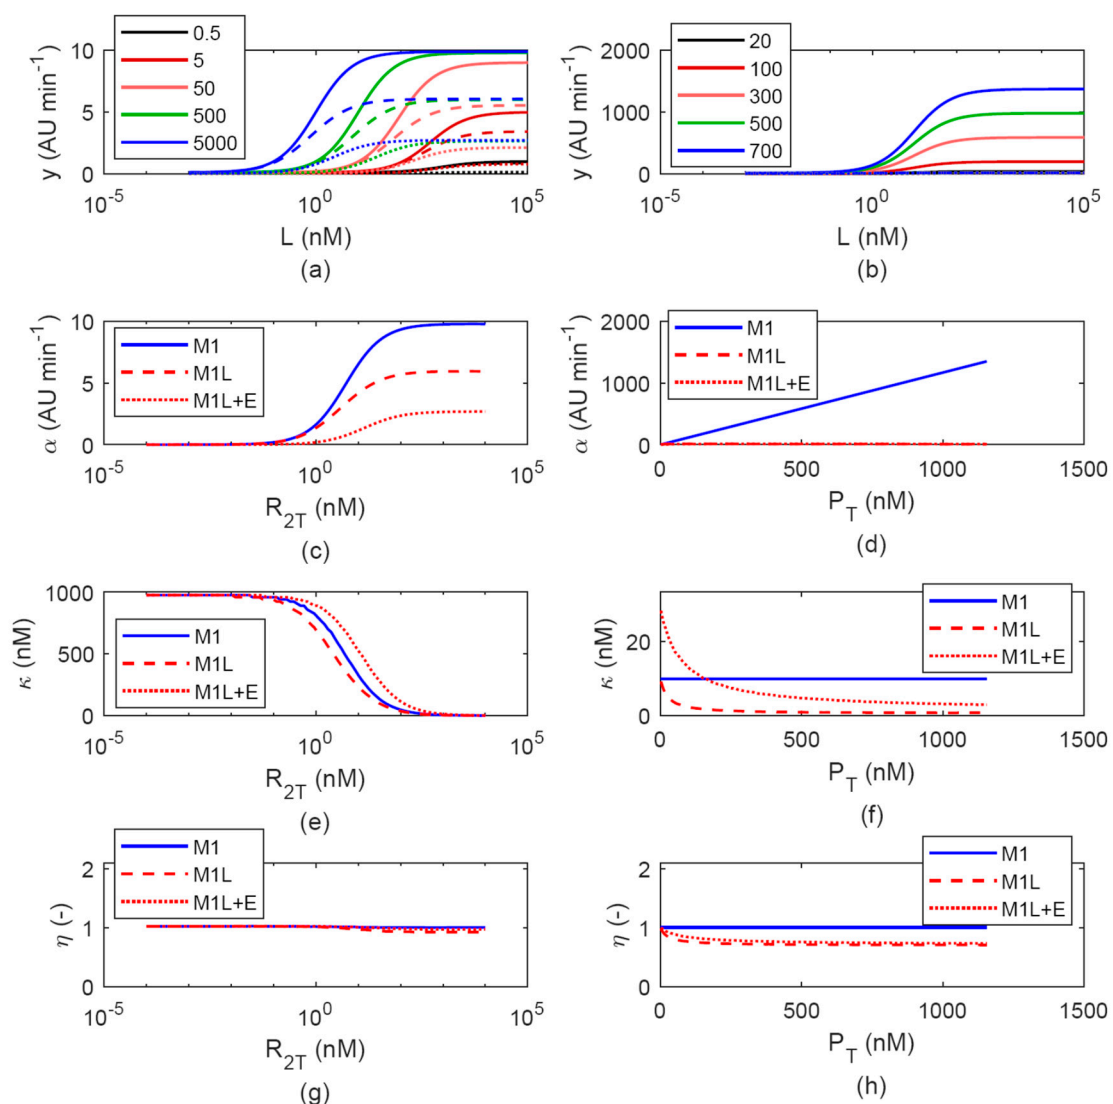 0.5
5
50
500
5000
10
5
0
y (AU min⁻¹)
10⁻⁵
10⁰
10⁵
L (nM)
(a)
20
100
300
500
700
2000
1000
0
y (AU min⁻¹)
10⁻⁵
10⁰
10⁵
L (nM)
(b)
M1
M1L
M1L+E
10
5
0
α (AU min⁻¹)
10⁻⁵
10⁰
10⁵
R₂T (nM)
(c)
M1
M1L
M1L+E
2000
1000
0
α (AU min⁻¹)
0
500
1000
1500
P_T (nM)
(d)
M1
M1L
M1L+E
1000
500
0
κ (nM)
10⁻⁵
10⁰
10⁵
R₂T (nM)
(e)
M1
M1L
M1L+E
20
0
κ (nM)
0
500
1000
1500
P_T (nM)
(f)
M1
M1L
M1L+E
2
1
0
η (-)
10⁻⁵
10⁰
10⁵
R₂T (nM)
(g)
M1
M1L
M1L+E
2
1
0
η (-)
0
500
1000
1500
P_T (nM)
(h)